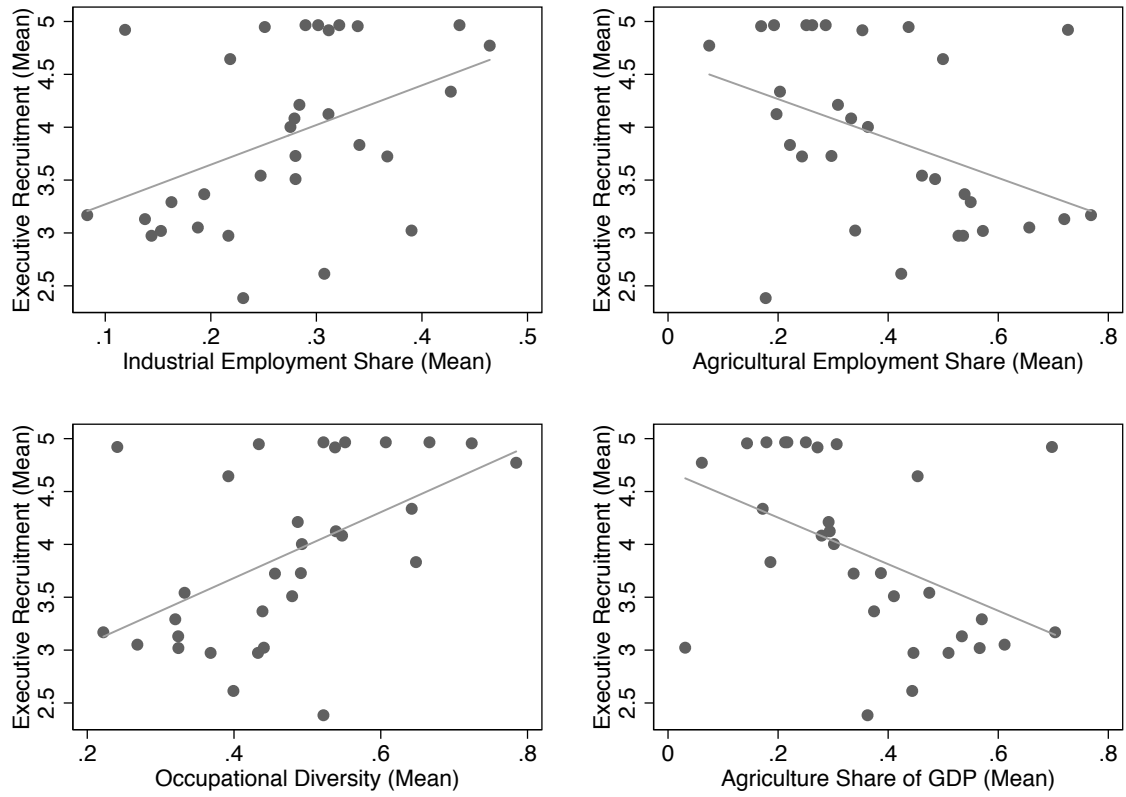 Executive Recruitment (Mean)
5
4.5
4
3.5
3
2.5
.1 .2 .3 .4 .5
Industrial Employment Share (Mean)
Executive Recruitment (Mean)
5
4.5
4
3.5
3
2.5
0 .2 .4 .6 .8
Agricultural Employment Share (Mean)
Executive Recruitment (Mean)
5
4.5
4
3.5
3
2.5
.2 .4 .6 .8
Occupational Diversity (Mean)
Executive Recruitment (Mean)
5
4.5
4
3.5
3
2.5
0 .2 .4 .6 .8
Agriculture Share of GDP (Mean)